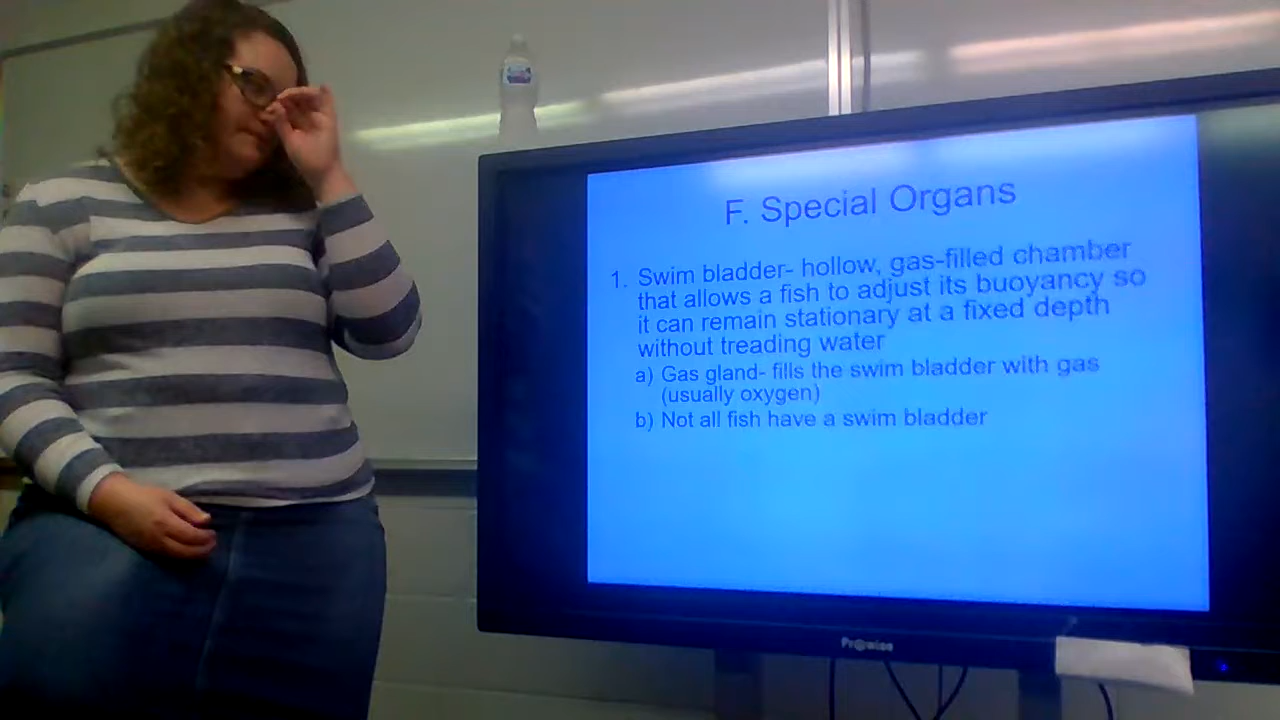 F. Special Organs
1. Swim bladder- hollow, gas-filled chamber
that allows a fish to adjust its buoyancy so
it can remain stationary at a fixed depth
without treading water
a) Gas gland- fills the swim bladder with gas
(usually oxygen)
b) Not all fish have a swim bladder
Prowise